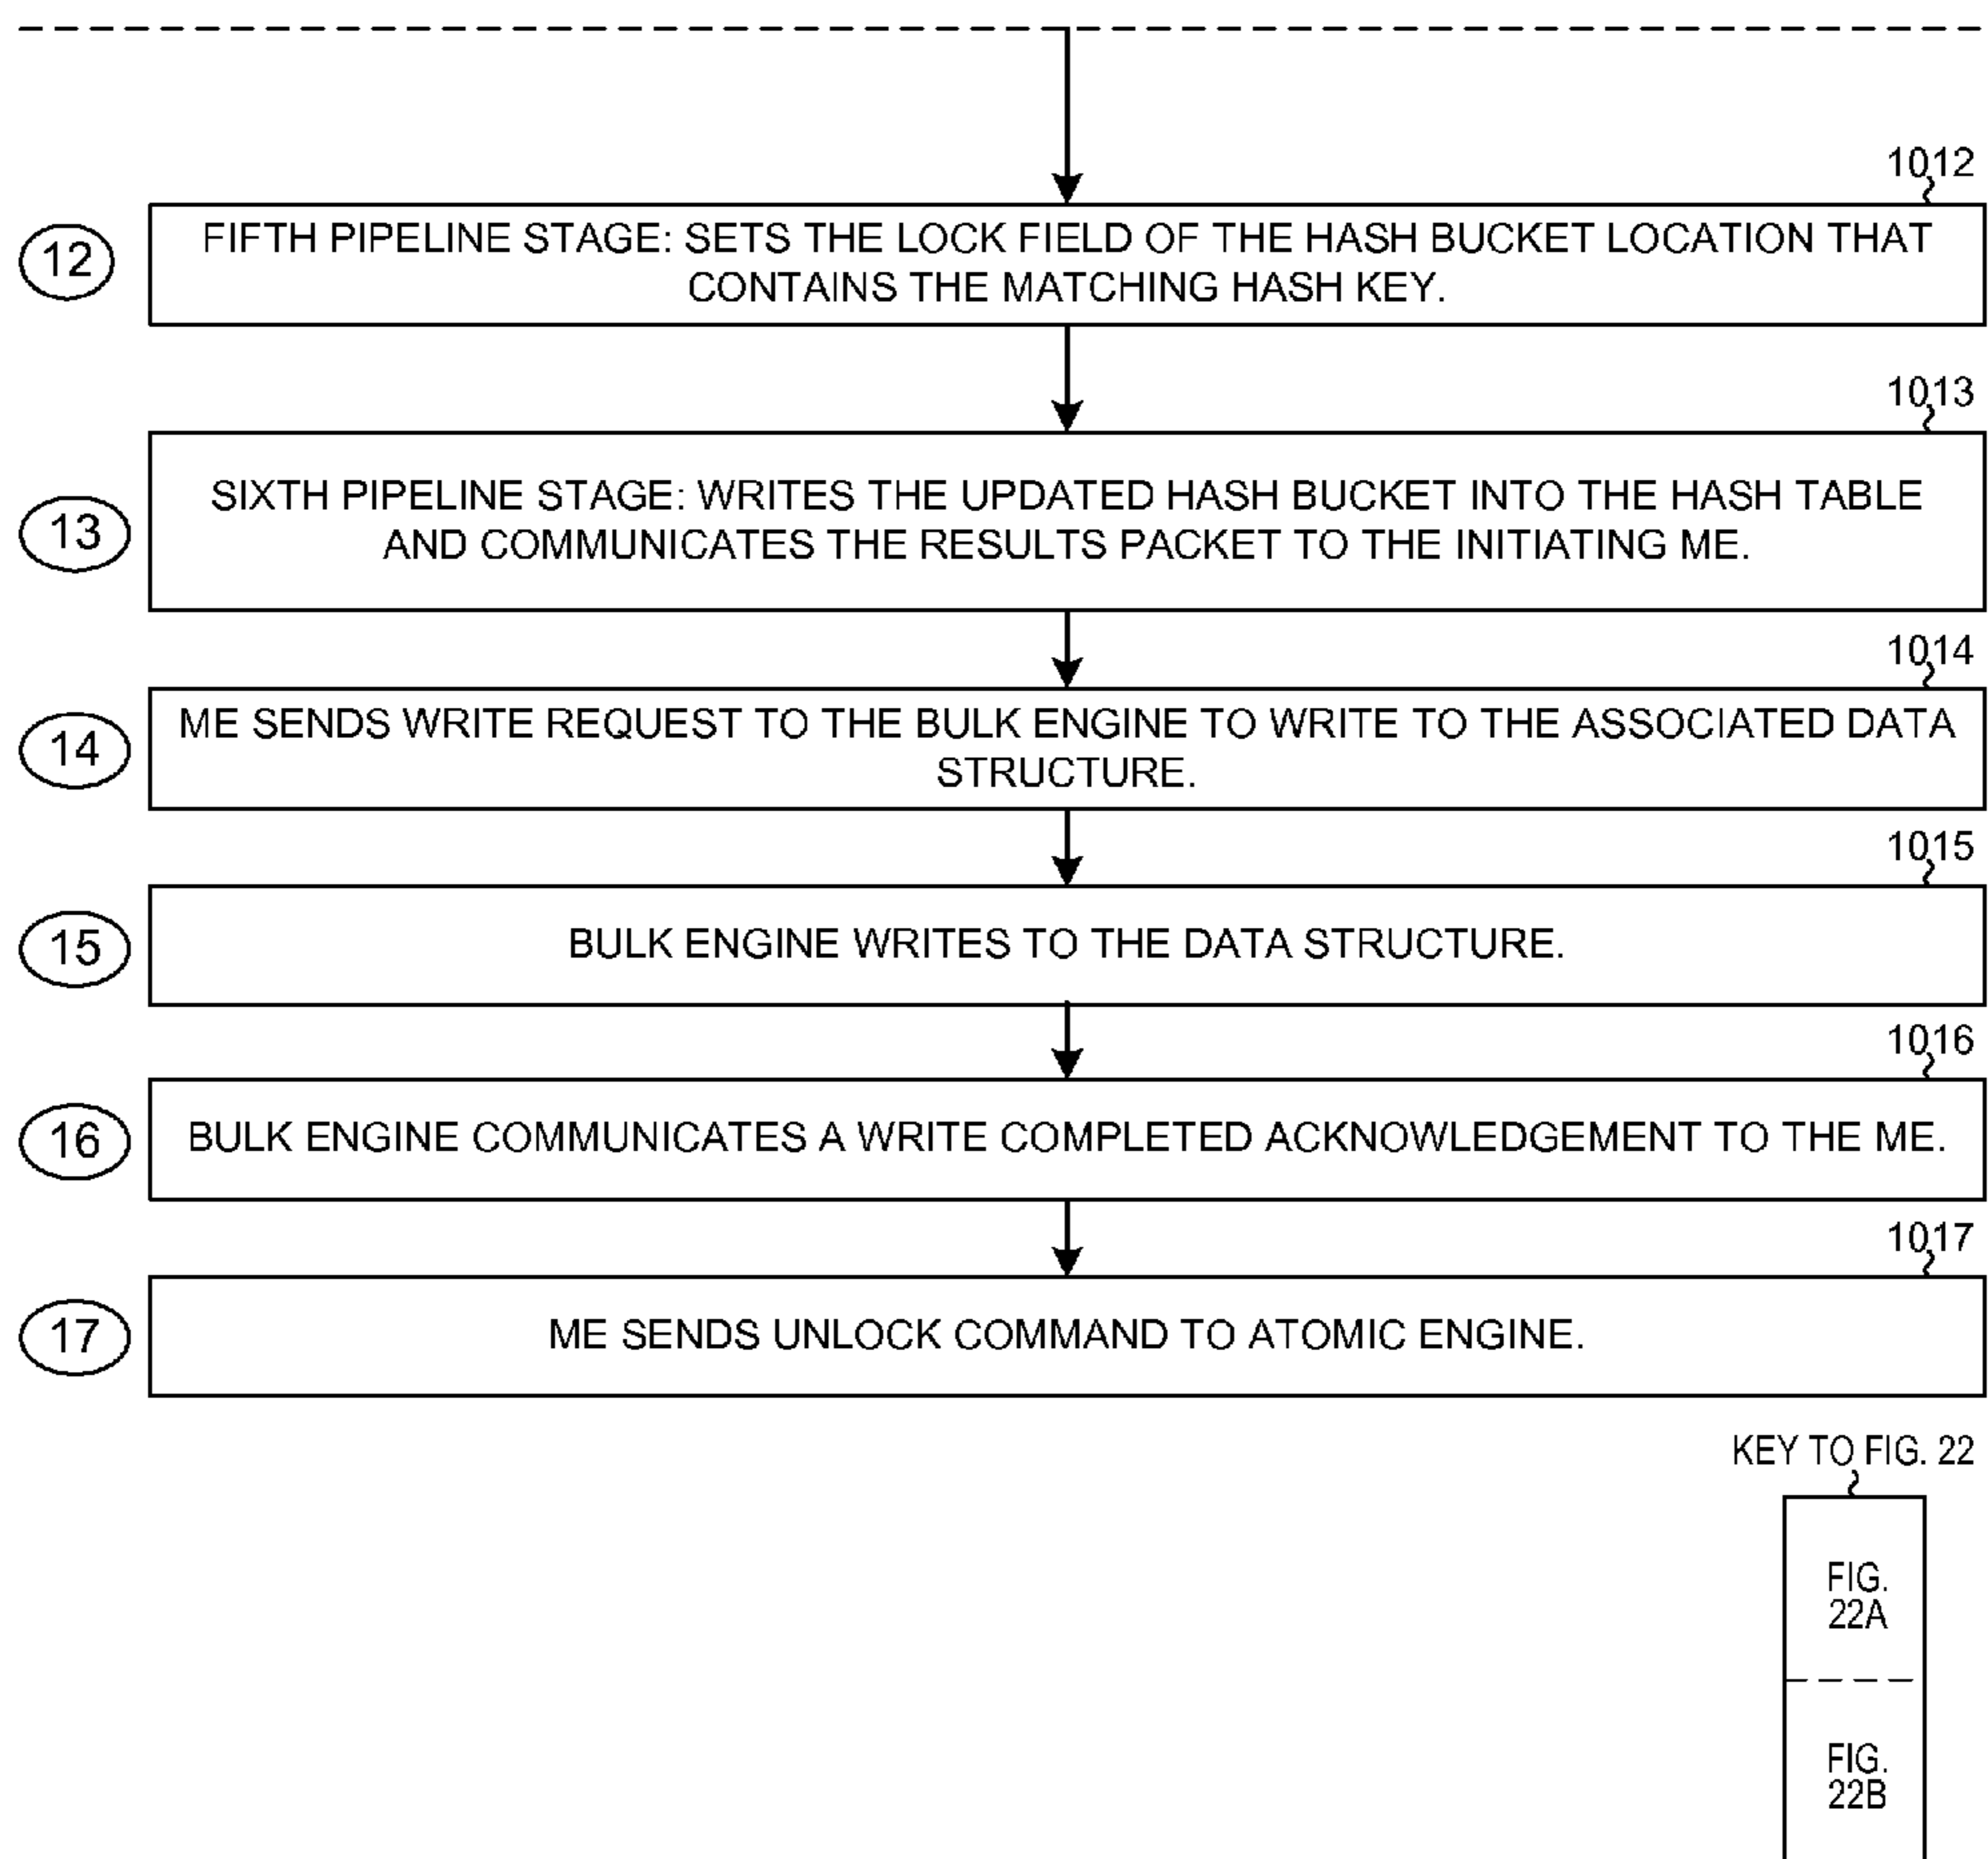 1012
12
FIFTH PIPELINE STAGE: SETS THE LOCK FIELD OF THE HASH BUCKET LOCATION THAT
CONTAINS THE MATCHING HASH KEY.
1013
13
SIXTH PIPELINE STAGE: WRITES THE UPDATED HASH BUCKET INTO THE HASH TABLE
AND COMMUNICATES THE RESULTS PACKET TO THE INITIATING ME.
1014
14
ME SENDS WRITE REQUEST TO THE BULK ENGINE TO WRITE TO THE ASSOCIATED DATA
STRUCTURE.
1015
15
BULK ENGINE WRITES TO THE DATA STRUCTURE.
1016
16
BULK ENGINE COMMUNICATES A WRITE COMPLETED ACKNOWLEDGEMENT TO THE ME.
1017
17
ME SENDS UNLOCK COMMAND TO ATOMIC ENGINE.
KEY TO FIG. 22
FIG.
22A
FIG.
22B